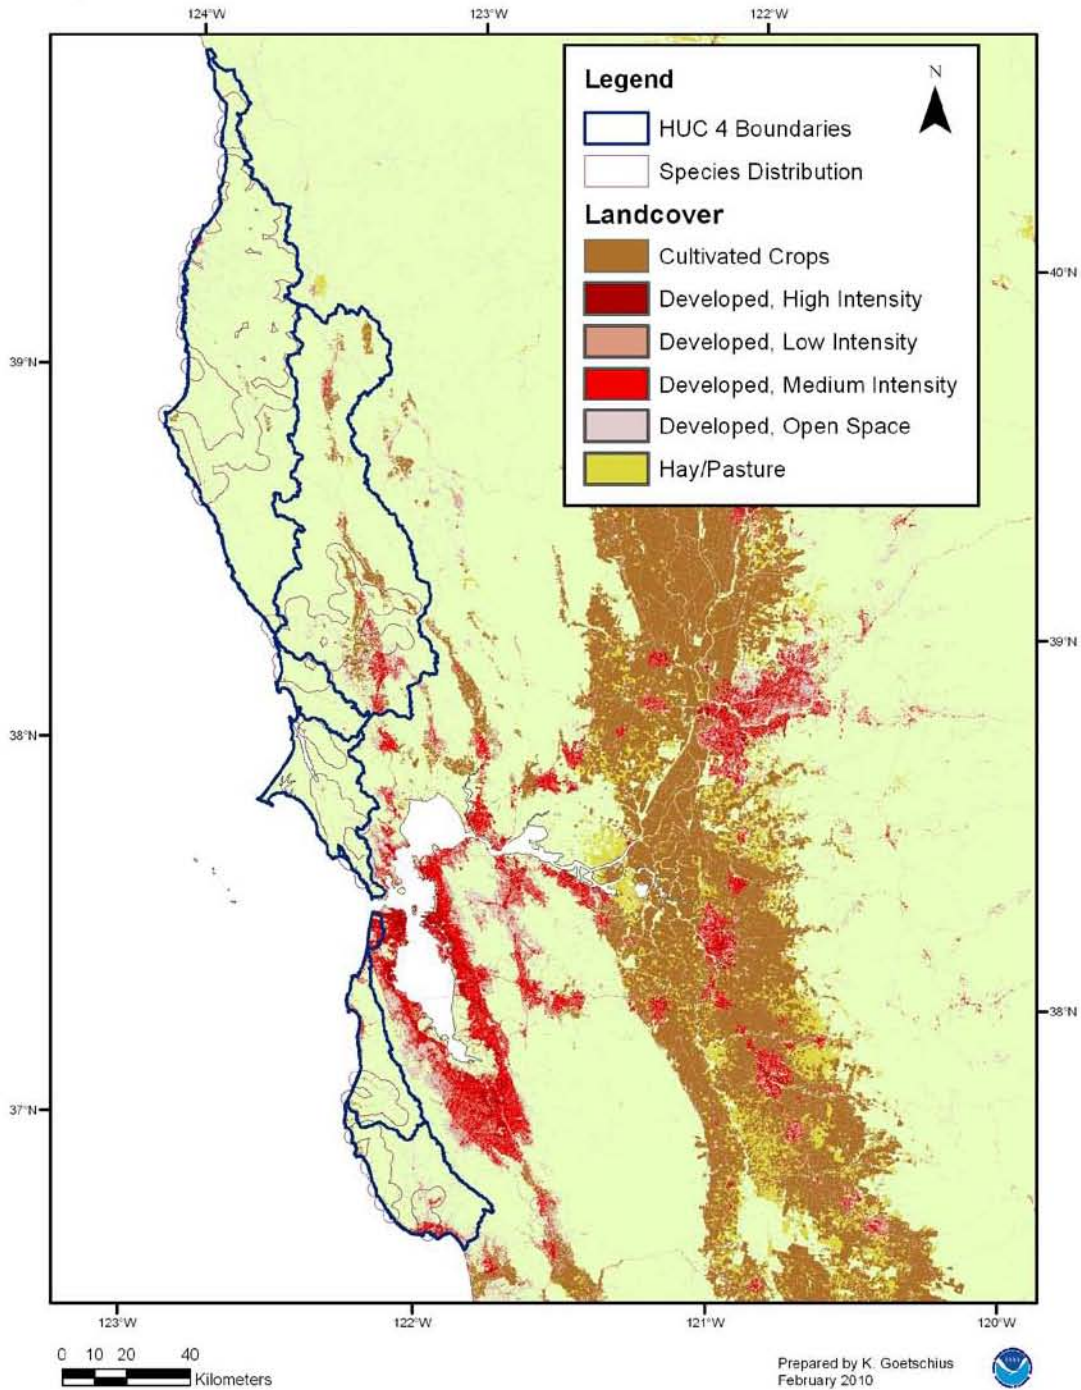 124°W 123°W 122°W
Legend
HUC 4 Boundaries
Species Distribution
Landcover
Cultivated Crops
Developed, High Intensity
Developed, Low Intensity
Developed, Medium Intensity
Developed, Open Space
Hay/Pasture
N
40°N
39°N
39°N
38°N
38°N
37°N
123°W 122°W 121°W 120°W
0 10 20 40
Kilometers
Prepared by K. Goetschius
February 2010